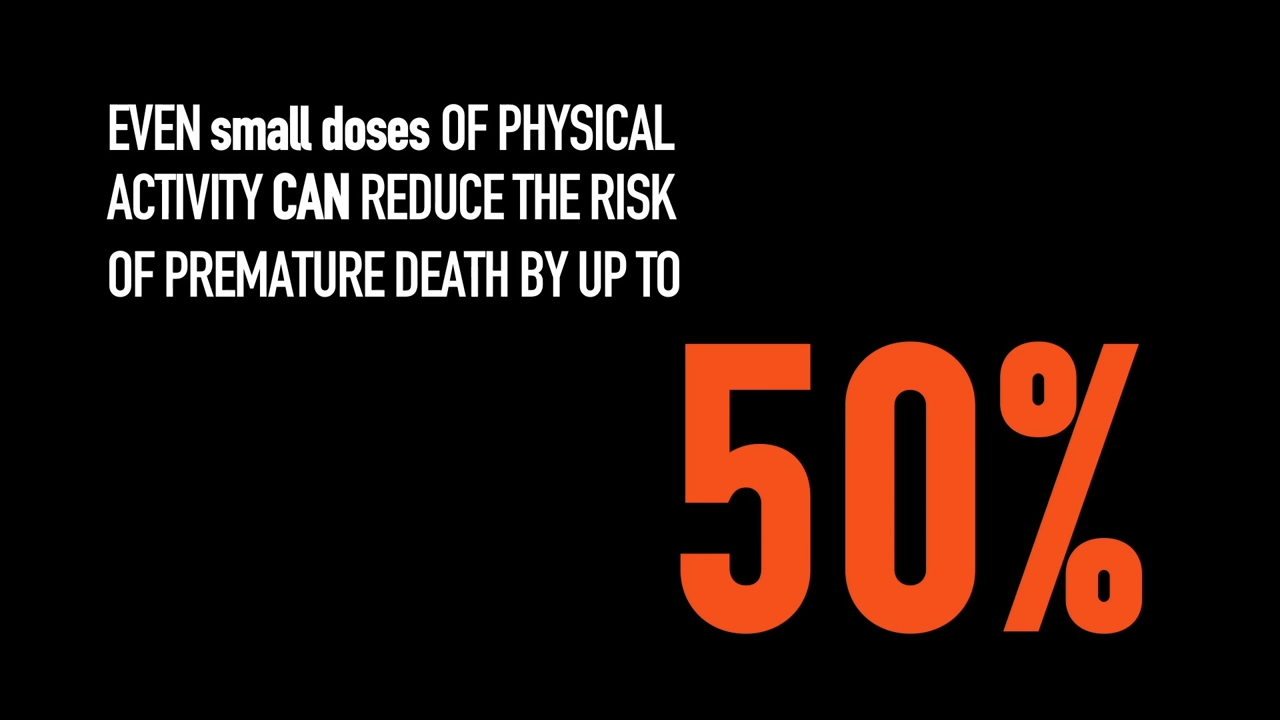 EVEN small doses OF PHYSICAL
ACTIVITY CAN REDUCE THE RISK
OF PREMATURE DEATH BY UP TO
50%